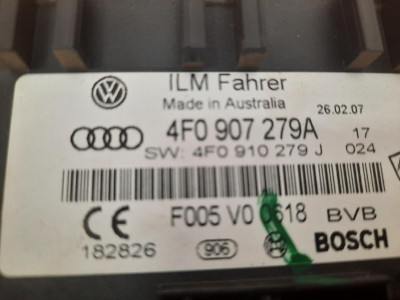 ILM Fahrer
Made in Australia
26.02.07
4F0 907 279A 17
SW: 4F0 910 279 J 024
F005 V0 0618 BVB
CE
182826 906 BOSCH